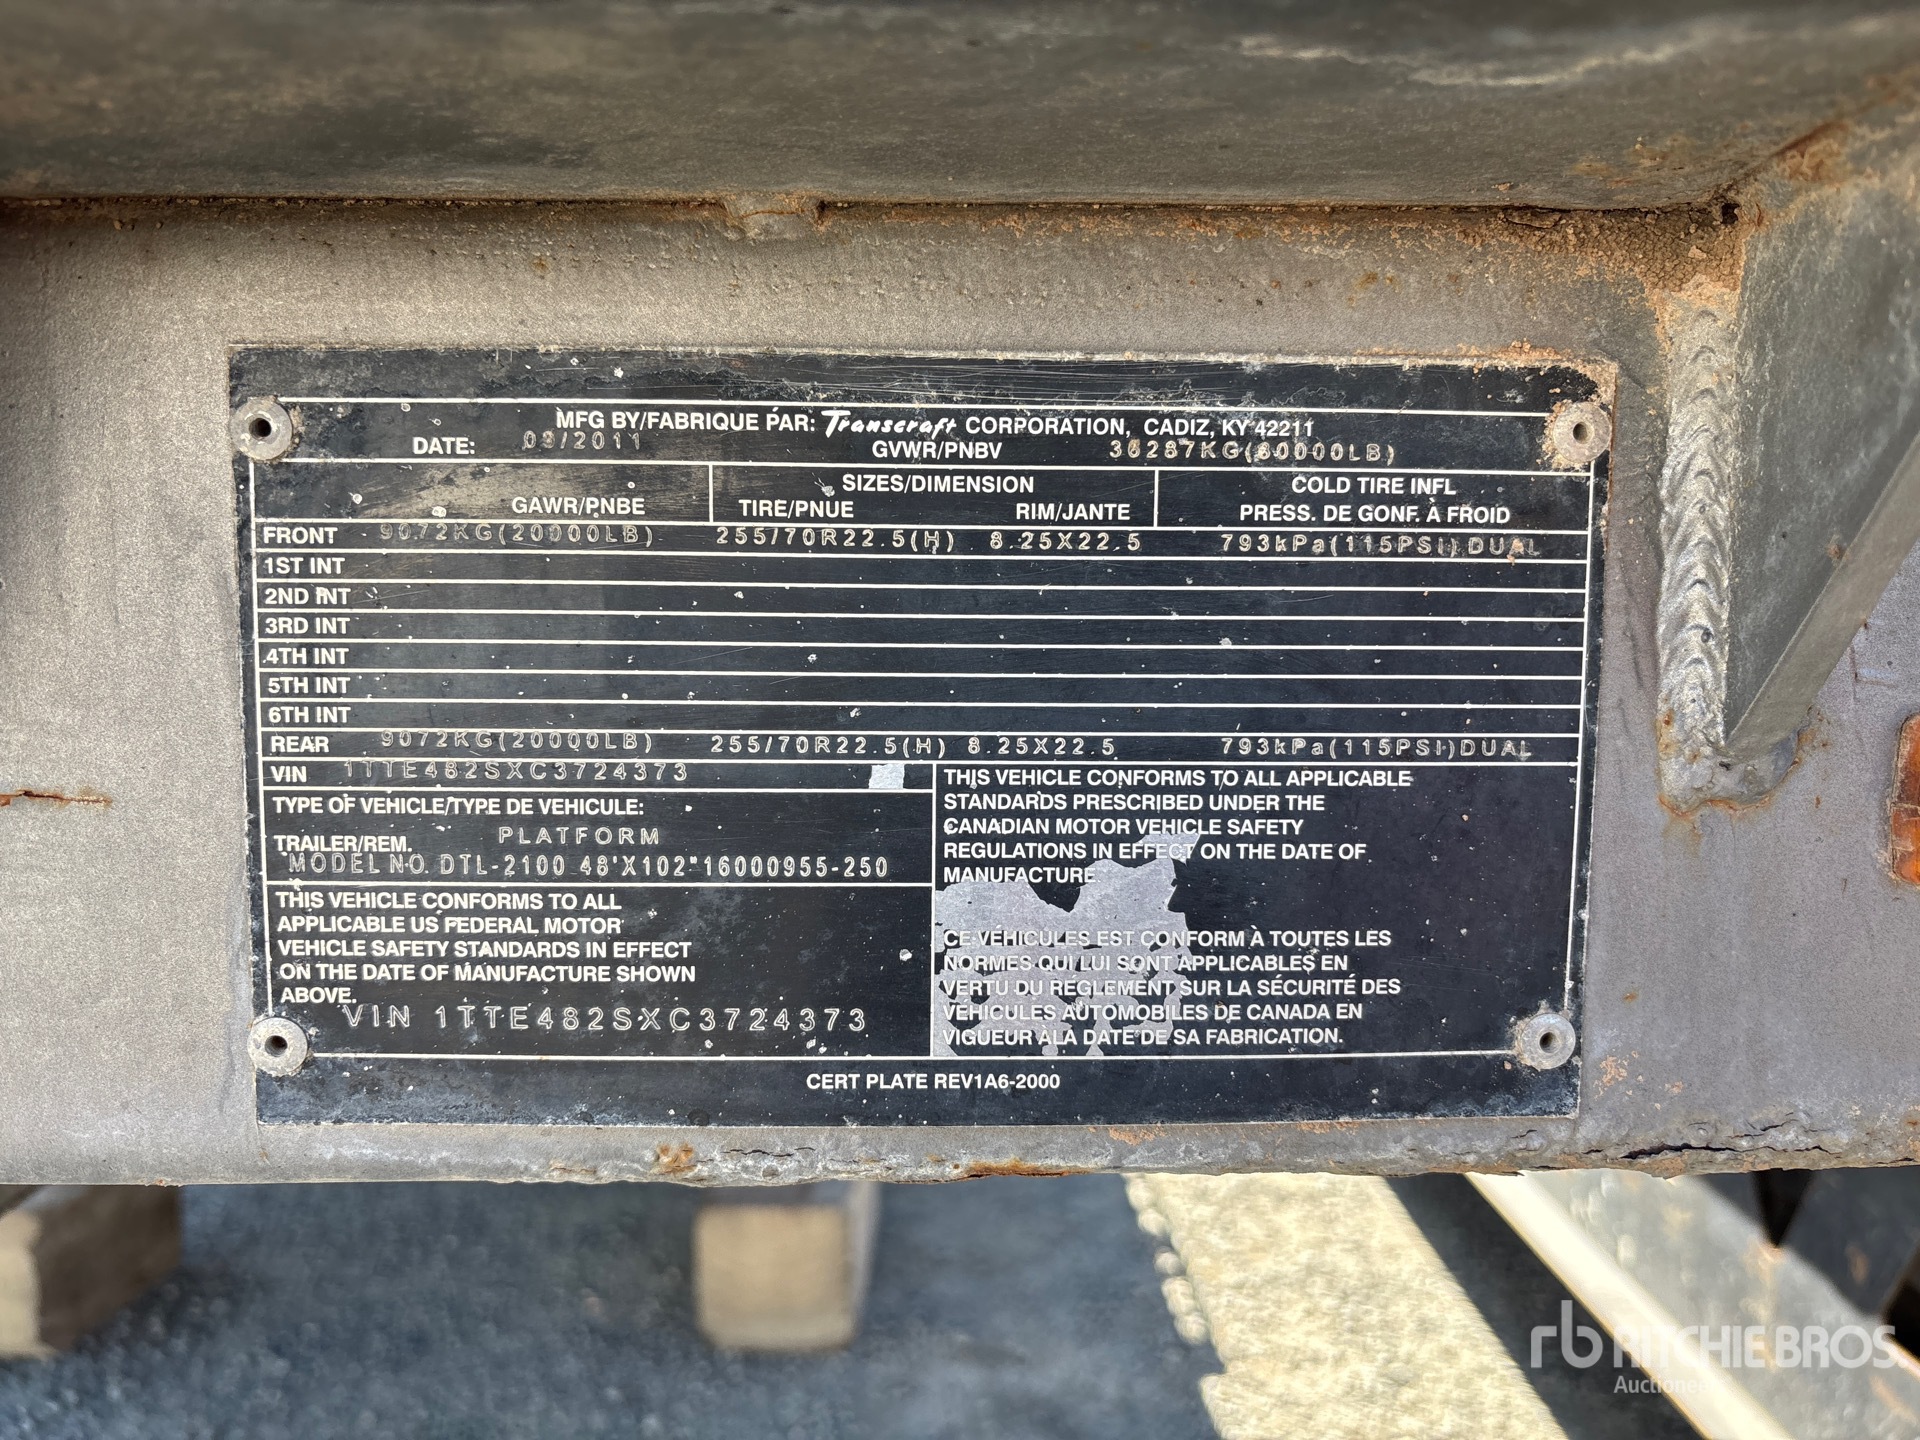 MFG BY/FABRIQUE PAR: Transcraft CORPORATION, CADIZ, KY 42211
DATE: 03/2011 GVWR/PNBV 36287KG(80000LB)
GAWR/PNBE SIZES/DIMENSION COLD TIRE INFL
TIRE/PNUE RIM/JANTE PRESS. DE GONF. À FROID
FRONT 9072KG(20000LB) 255/70R22.5(H) 8.25X22.5 793kPa(115PSI)DUAL
1ST INT
2ND INT
3RD INT
4TH INT
5TH INT
6TH INT
REAR 9072KG(20000LB) 255/70R22.5(H) 8.25X22.5 793kPa(115PSI)DUAL
VIN 1TTE482SXC3724373
TYPE OF VEHICLE/TYPE DE VEHICULE:
TRAILER/REM. PLATFORM
MODEL NO. DTL-2100 48'X102" 16000955-250
THIS VEHICLE CONFORMS TO ALL
APPLICABLE US FEDERAL MOTOR
VEHICLE SAFETY STANDARDS IN EFFECT
ON THE DATE OF MANUFACTURE SHOWN
ABOVE.
VIN 1TTE482SXC3724373
THIS VEHICLE CONFORMS TO ALL APPLICABLE
STANDARDS PRESCRIBED UNDER THE
CANADIAN MOTOR VEHICLE SAFETY
REGULATIONS IN EFFECT ON THE DATE OF
MANUFACTURE
CE VÉHICULES EST CONFORM À TOUTES LES
NORMES QUI LUI SONT APPLICABLES EN
VERTU DU RÈGLEMENT SUR LA SÉCURITÉ DES
VÉHICULES AUTOMOBILES DE CANADA EN
VIGUEUR À LA DATE DE SA FABRICATION.
CERT PLATE REV1A6-2000
rb RITCHIE BROS.